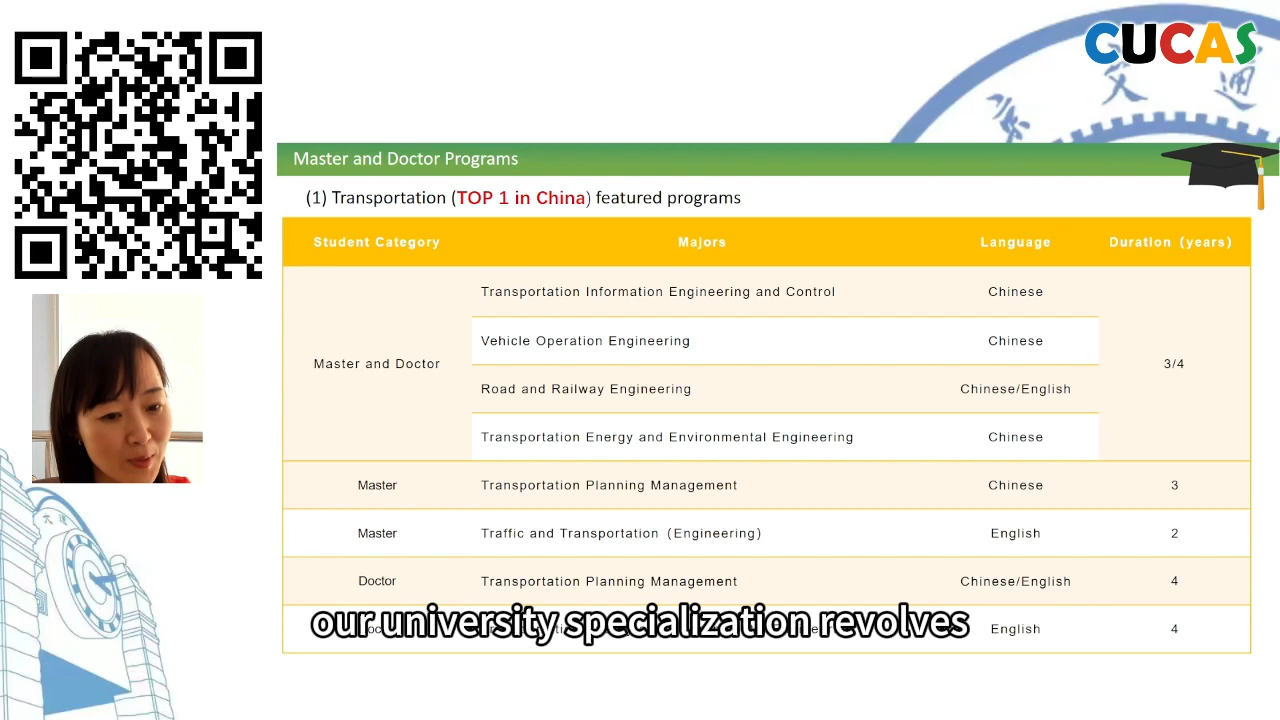 CUCAS
京 交 通
Master and Doctor Programs
(1) Transportation (TOP 1 in China) featured programs
Student Category Majors Language Duration (years)
Master and Doctor 3/4
Transportation Information Engineering and Control Chinese
Vehicle Operation Engineering Chinese
Road and Railway Engineering Chinese/English
Transportation Energy and Environmental Engineering Chinese
Master Transportation Planning Management Chinese 3
Master Traffic and Transportation (Engineering) English 2
Doctor Transportation Planning Management Chinese/English 4
English 4
our university specialization revolves